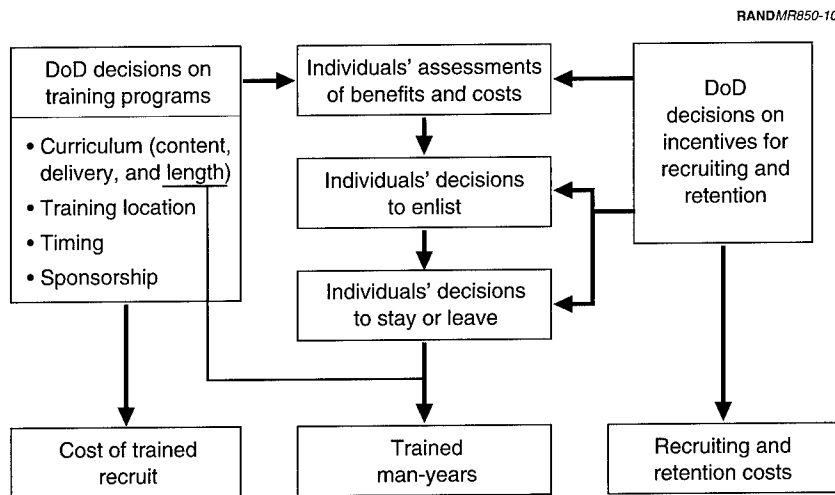 RANDMR850-10
DoD decisions on
training programs
• Curriculum (content,
delivery, and length)
• Training location
• Timing
• Sponsorship
Individuals’ assessments
of benefits and costs
Individuals’ decisions
to enlist
Individuals’ decisions
to stay or leave
DoD
decisions on
incentives for
recruiting and
retention
Cost of trained
recruit
Trained
man-years
Recruiting and
retention costs